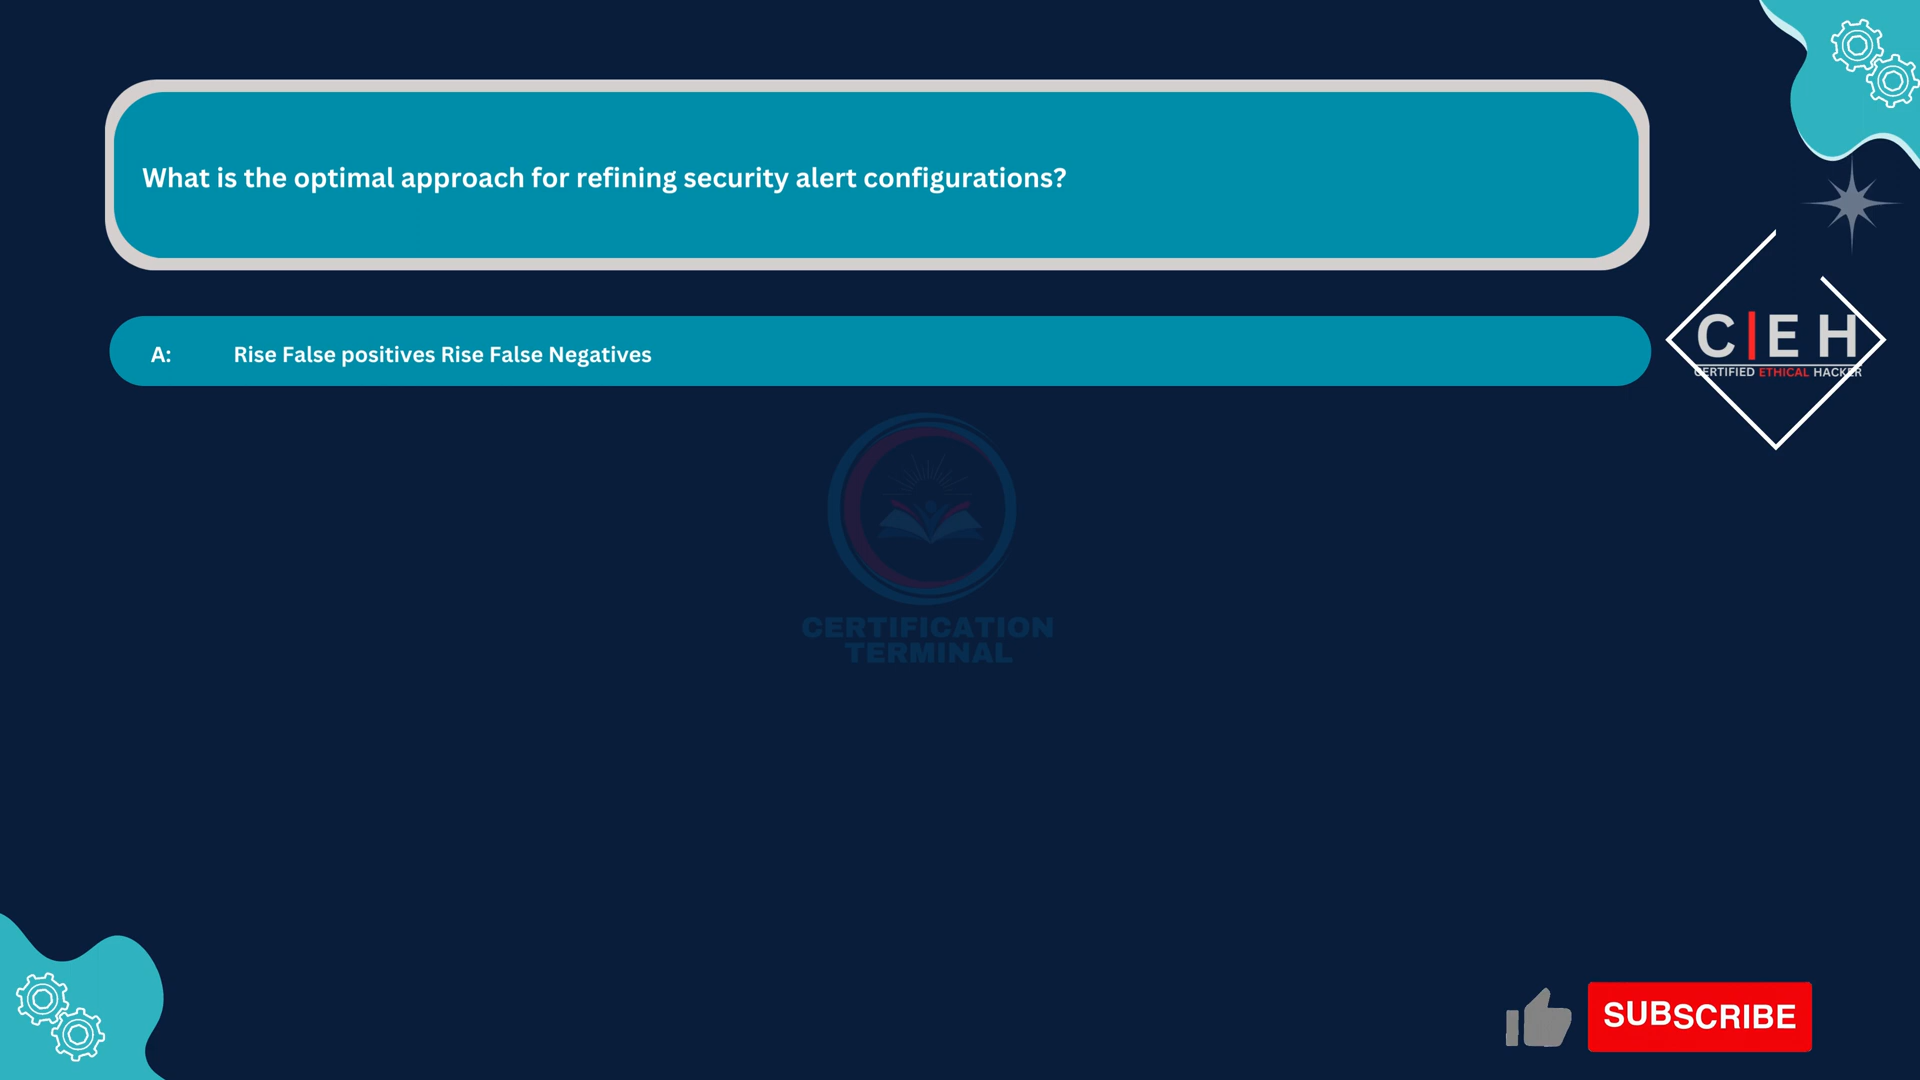 What is the optimal approach for refining security alert configurations?
A: Rise False positives Rise False Negatives
C|EH
CERTIFIED ETHICAL HACKER
CERTIFICATION
TERMINAL
SUBSCRIBE